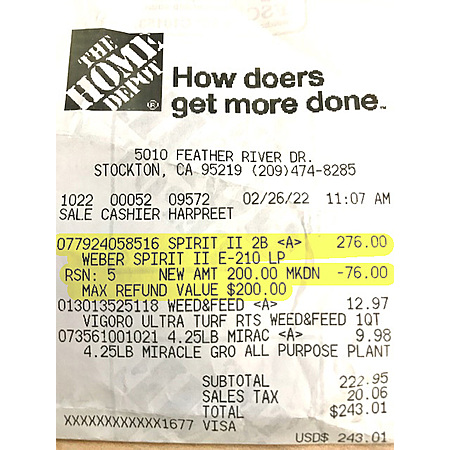 THE
HOME
DEPOT
®
How doers
get more done.™
5010 FEATHER RIVER DR.
STOCKTON, CA 95219 (209)474-8285
1022 00052 09572 02/26/22 11:07 AM
SALE CASHIER HARPREET
077924058516 SPIRIT II 2B <A> 276.00
WEBER SPIRIT II E-210 LP
RSN: 5 NEW AMT 200.00 MKDN -76.00
MAX REFUND VALUE $200.00
013013525118 WEED&FEED <A> 12.97
VIGORO ULTRA TURF RTS WEED&FEED 1QT
073561001021 4.25LB MIRAC <A> 9.98
4.25LB MIRACLE GRO ALL PURPOSE PLANT
SUBTOTAL 222.95
SALES TAX 20.06
TOTAL $243.01
XXXXXXXXXXXX1677 VISA
USD$ 243.01